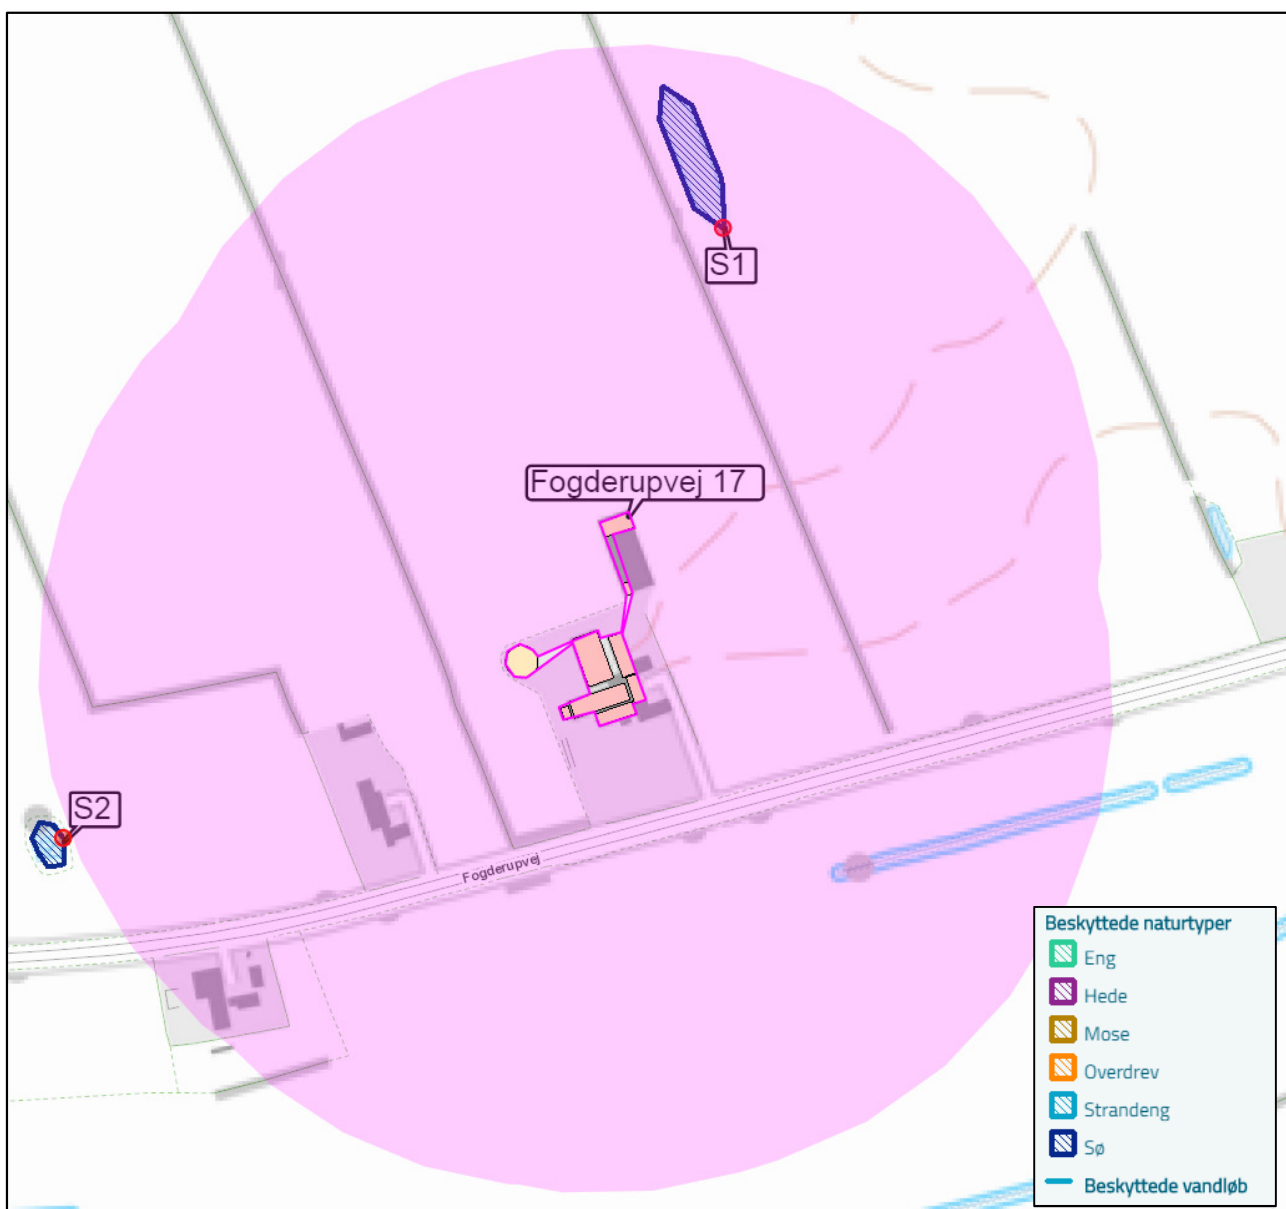 S1
Fogderupvej 17
S2
Fogderupvej
Beskyttede naturtyper
Eng
Hede
Mose
Overdrev
Strandeng
Sø
Beskyttede vandløb